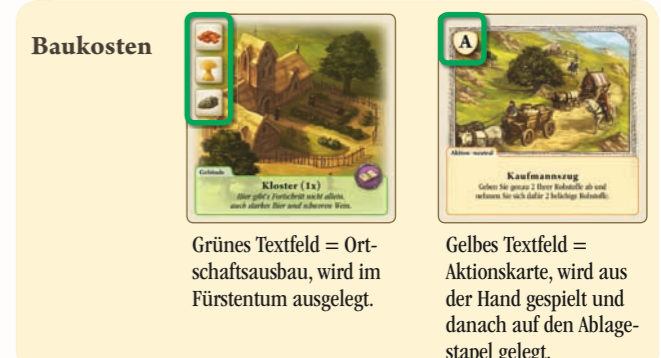 Baukosten
Gebäude
Kloster (1x)
Hier gibt's Fortschritt nicht allein,
auch starkes Bier und schweren Wein.
Grünes Textfeld = Ort-
schaftsausbau, wird im
Fürstentum ausgelegt.
A
Aktion - neutral
Kaufmannszug
Geben Sie genau 2 Ihrer Rohstoffe ab und
nehmen Sie sich dafür 2 beliebige Rohstoffe.
Gelbes Textfeld =
Aktionskarte, wird aus
der Hand gespielt und
danach auf den Ablage-
stapel gelegt.